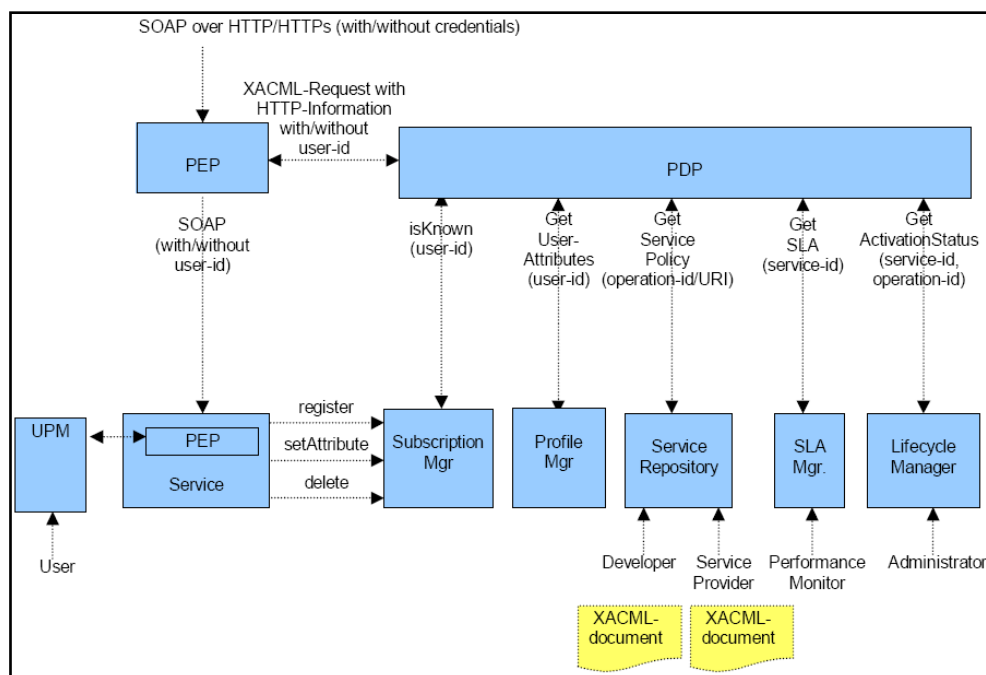 SOAP over HTTP/HTTPs (with/without credentials)
XACML-Request with
HTTP-Information
with/without
user-id
PEP
PDP
SOAP
(with/without
user-id)
isKnown
(user-id)
Get
User-
Attributes
(user-id)
Get
Service
Policy
(operation-id/URI)
Get
SLA
(service-id)
Get
ActivationStatus
(service-id,
operation-id)
UPM
PEP
Service
register
setAttribute
delete
Subscription
Mgr
Profile
Mgr
Service
Repository
SLA
Mgr.
Lifecycle
Manager
User
Developer
Service
Provider
Performance
Monitor
Administrator
XACML-
document
XACML-
document